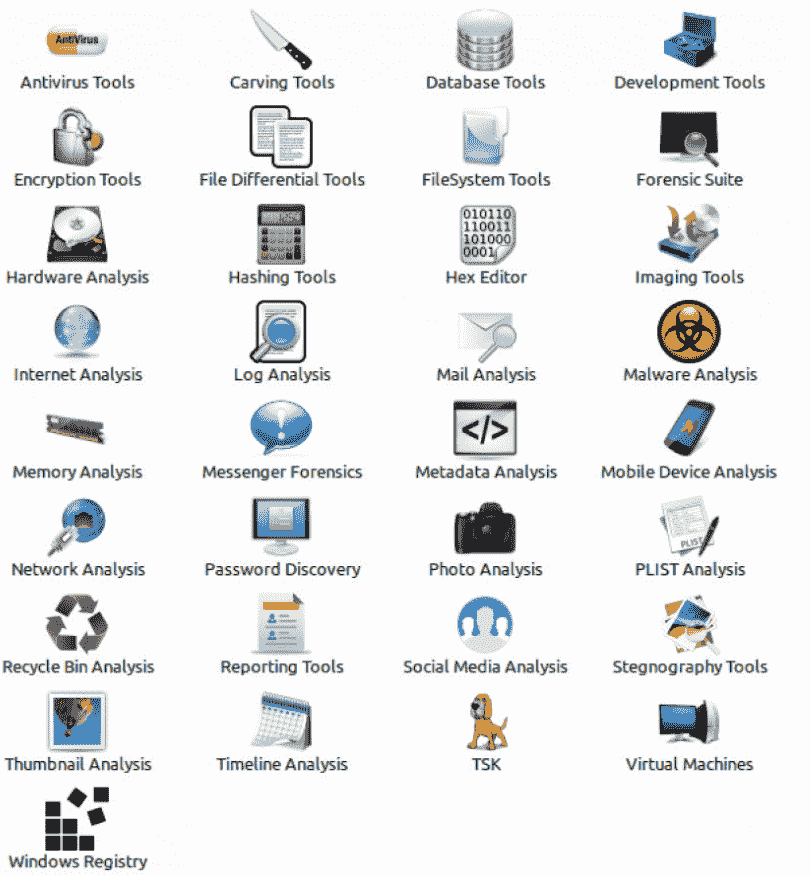 AntiVirus
Antivirus Tools
Carving Tools
Database Tools
Development Tools
Encryption Tools
File Differential Tools
FileSystem Tools
Forensic Suite
010110
110011
101000
0001
Hardware Analysis
Hashing Tools
Hex Editor
Imaging Tools
Internet Analysis
Log Analysis
Mail Analysis
Malware Analysis
</>
Memory Analysis
Messenger Forensics
Metadata Analysis
Mobile Device Analysis
PLIST
Network Analysis
Password Discovery
Photo Analysis
PLIST Analysis
Recycle Bin Analysis
Reporting Tools
Social Media Analysis
Stegnography Tools
Thumbnail Analysis
Timeline Analysis
TSK
Virtual Machines
Windows Registry